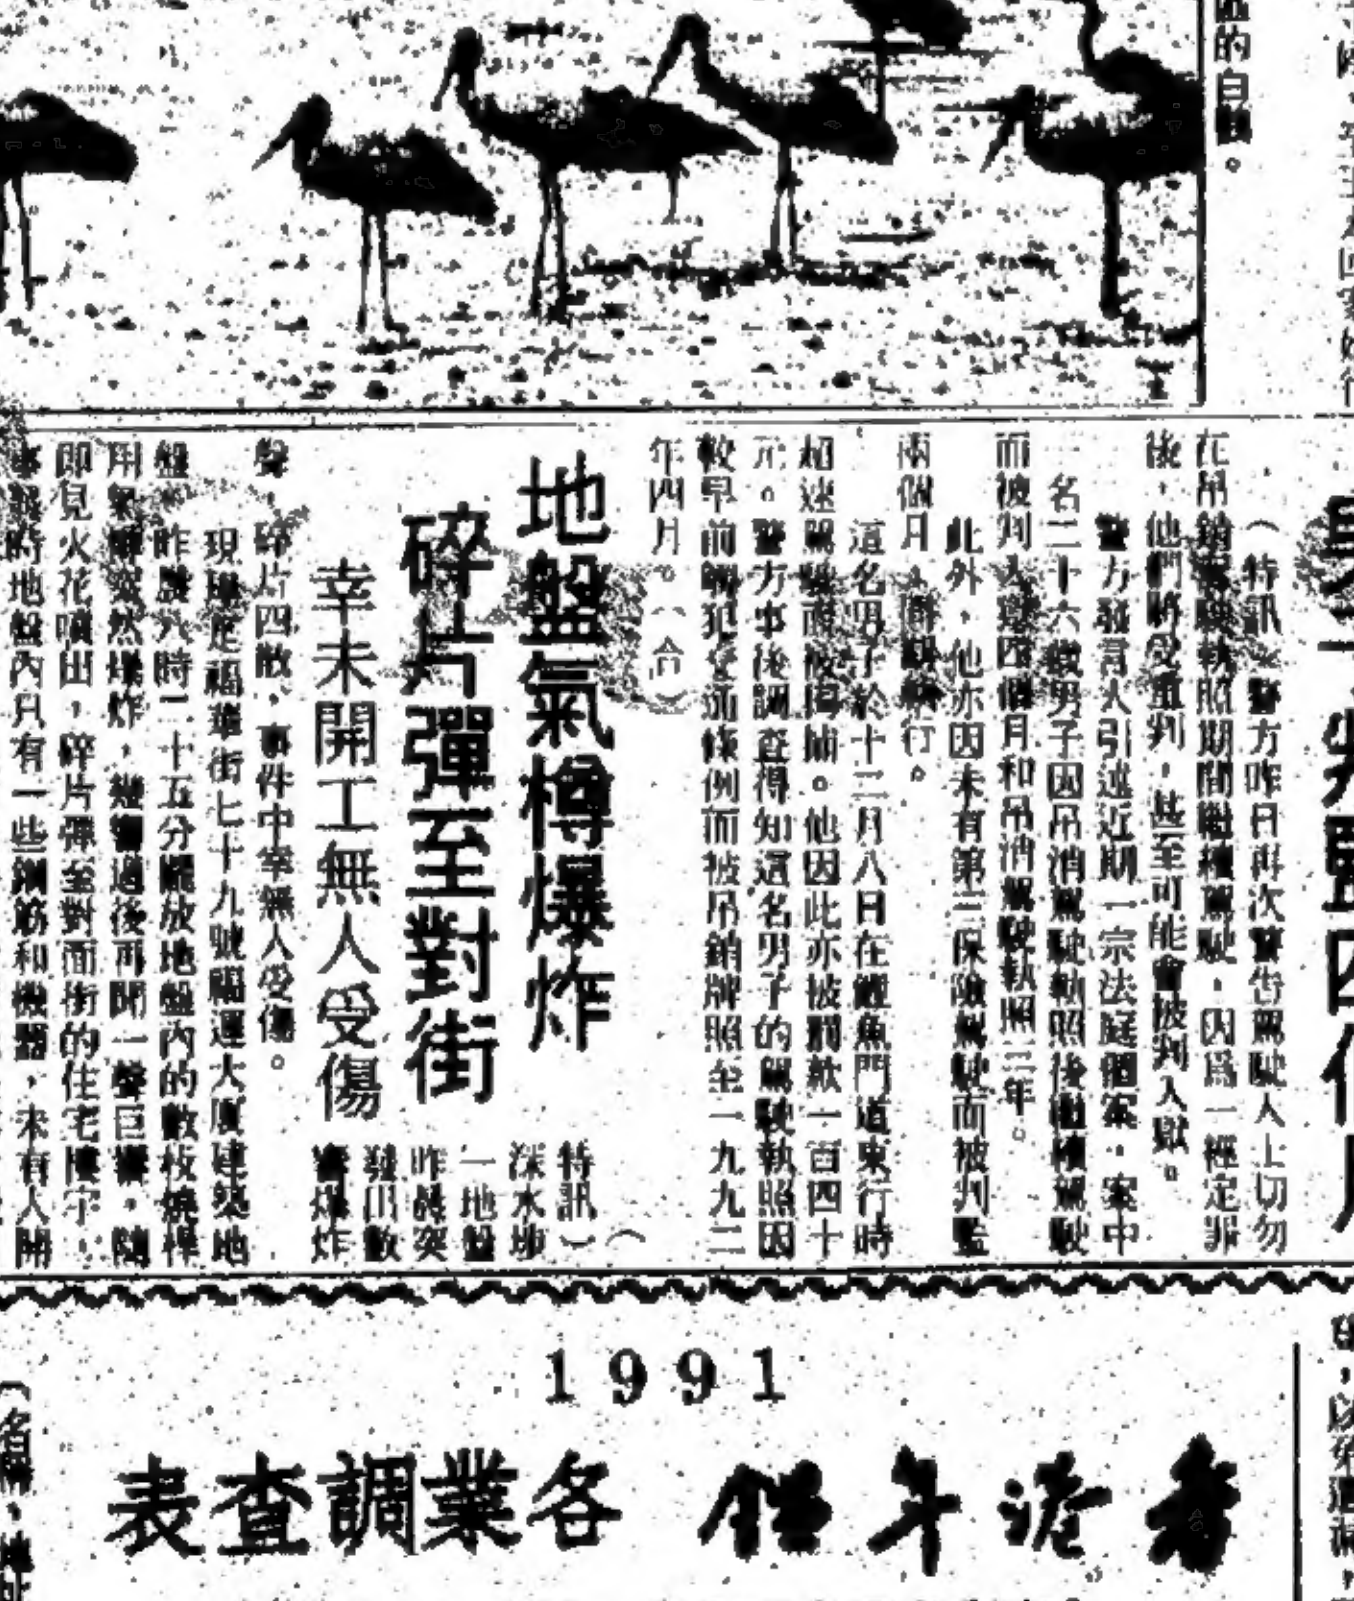 的白鸛。
（特訊）警方昨日再次警告駕駛人士切勿
在吊銷駕駛執照期間繼續駕駛，因爲一經定罪
後，他們將受重判，甚至可能會被判入獄。
警方發言人引述近期一宗法庭個案，案中
一名二十六歲男子因吊消駕駛執照後繼續駕駛
而被判入獄四個月和吊消駕駛執照三年。
此外，他亦因未有第三保險駕駛而被判監
兩個月，同期執行。
這名男子於十二月八日在鯉魚門道東行時
超速駕駛而被拘捕。他因此亦被罰款一百四十
元。警方事後調查得知這名男子的駕駛執照因
較早前觸犯交通條例而被吊銷牌照至一九九二
年四月。（合）
地盤氣樽爆炸
碎片彈至對街
幸未開工無人受傷
（特訊）
深水埗
一地盤
昨晨突
發出數
響爆炸
聲，碎片四散，事件中幸無人受傷。
現場是福華街七十九號福運大廈建築地
盤，昨晨八時二十五分擺放地盤內的數枝燒焊
用氣樽突然爆炸，幾響過後再聞一聲巨響，隨
即見火花噴出，碎片彈至對面街的住宅樓宇，
事發時地盤內只有一些鋼筋和機器，未有人開
1991
香港年鑑 各業調查表